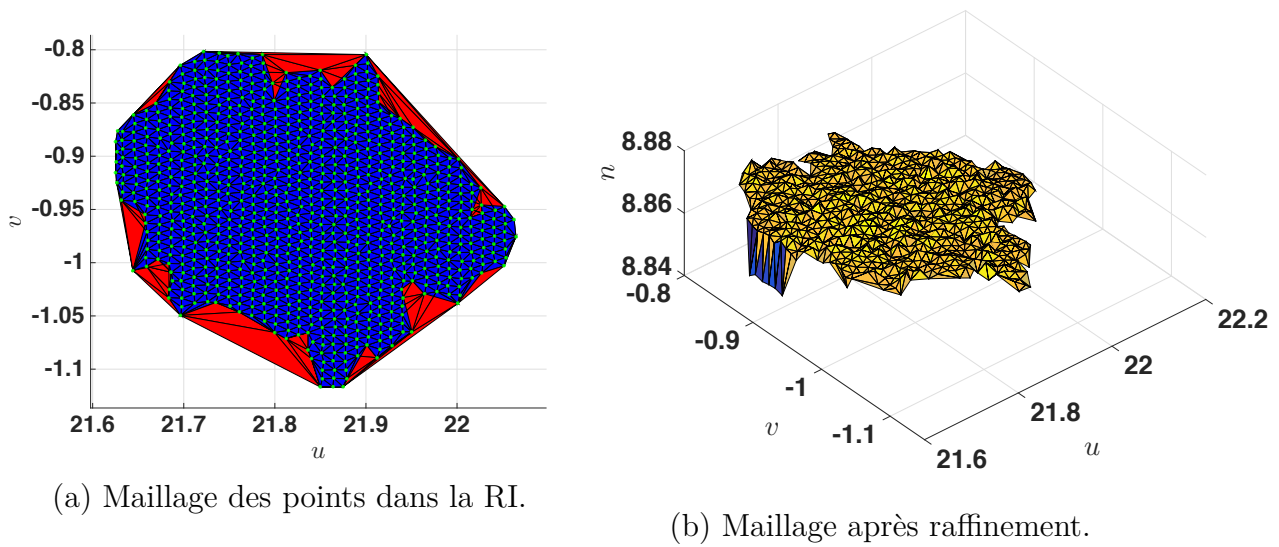 -0.8
-0.85
-0.9
-0.95
-1
-1.05
-1.1
v
21.6 21.7 21.8 21.9 22
u
(a) Maillage des points dans la RI.
8.88
8.86
8.84
n
-0.8
-0.9
-1
-1.1
v
21.6
21.8
22
22.2
u
(b) Maillage après raffinement.